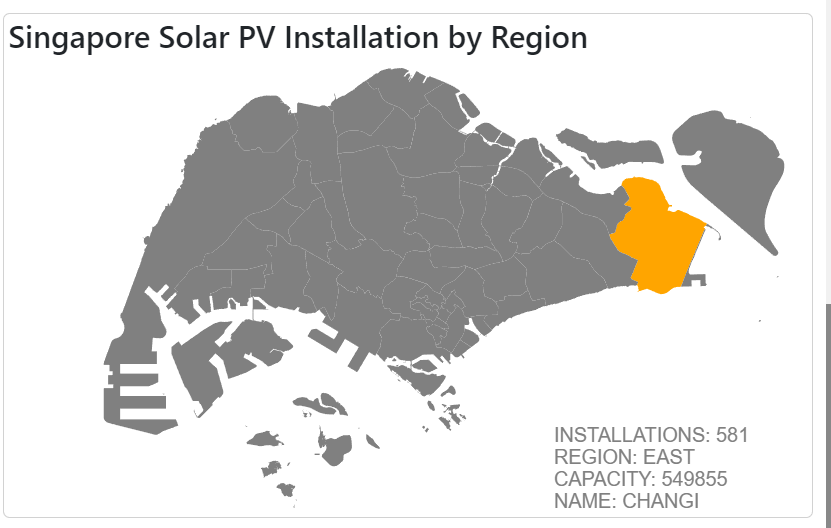 Singapore Solar PV Installation by Region
INSTALLATIONS: 581
REGION: EAST
CAPACITY: 549855
NAME: CHANGI